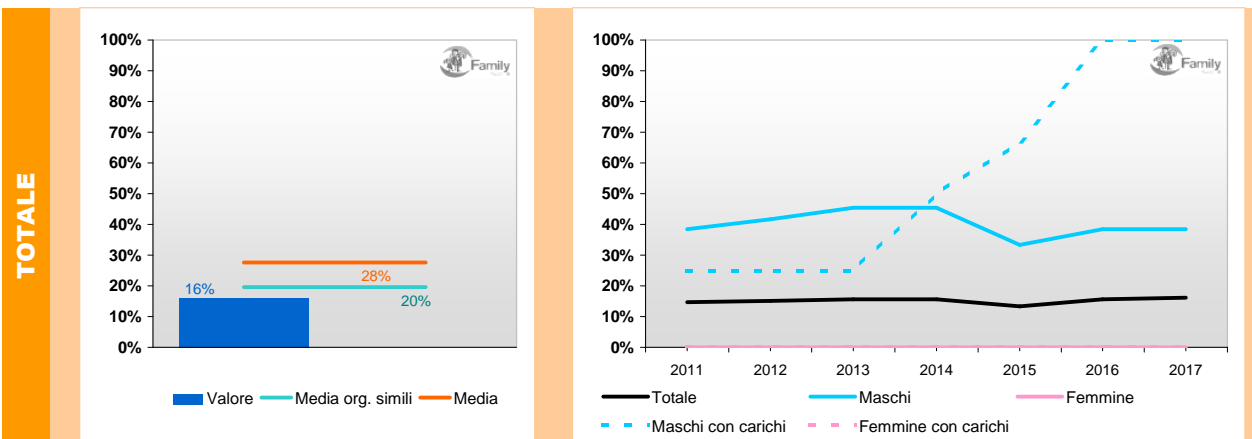 TOTALE
100%
90%
80%
70%
60%
50%
40%
30%
20%
10%
0%
Family
16%
28%
20%
Valore
Media org. simili
Media
100%
90%
80%
70%
60%
50%
40%
30%
20%
10%
0%
Family
2011 2012 2013 2014 2015 2016 2017
Totale
Maschi
Femmine
Maschi con carichi
Femmine con carichi